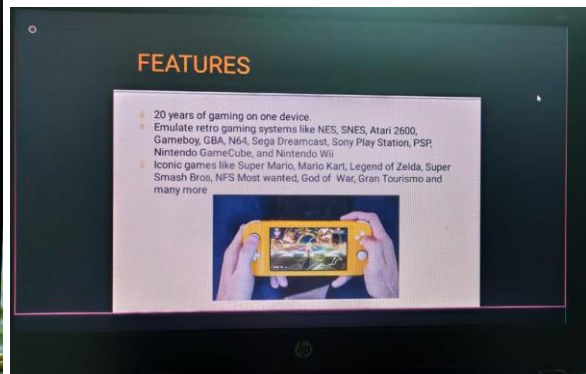 FEATURES
20 years of gaming on one device.
Emulate retro gaming systems like NES, SNES, Atari 2600,
Gameboy, GBA, N64, Sega Dreamcast, Sony Play Station, PSP,
Nintendo GameCube, and Nintendo Wii
Iconic games like Super Mario, Mario Kart, Legend of Zelda, Super
Smash Bros, NFS Most wanted, God of War, Gran Tourismo and
many more
hp